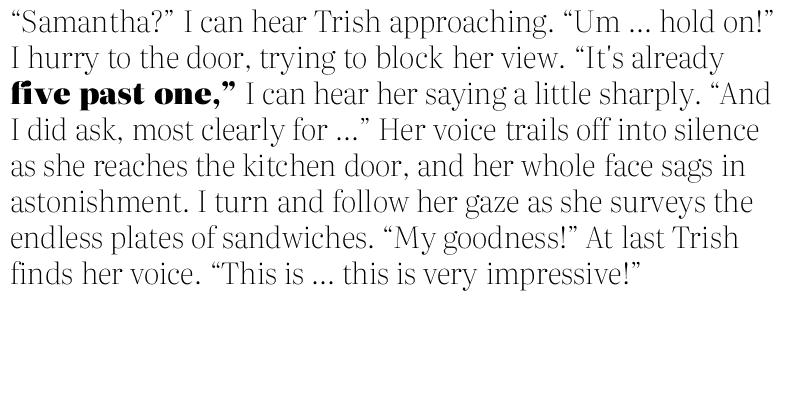 “Samantha?” I can hear Trish approaching. “Um ... hold on!”
I hurry to the door, trying to block her view. “It's already
five past one,” I can hear her saying a little sharply. “And
I did ask, most clearly for ...” Her voice trails off into silence
as she reaches the kitchen door, and her whole face sags in
astonishment. I turn and follow her gaze as she surveys the
endless plates of sandwiches. “My goodness!” At last Trish
finds her voice. “This is ... this is very impressive!”